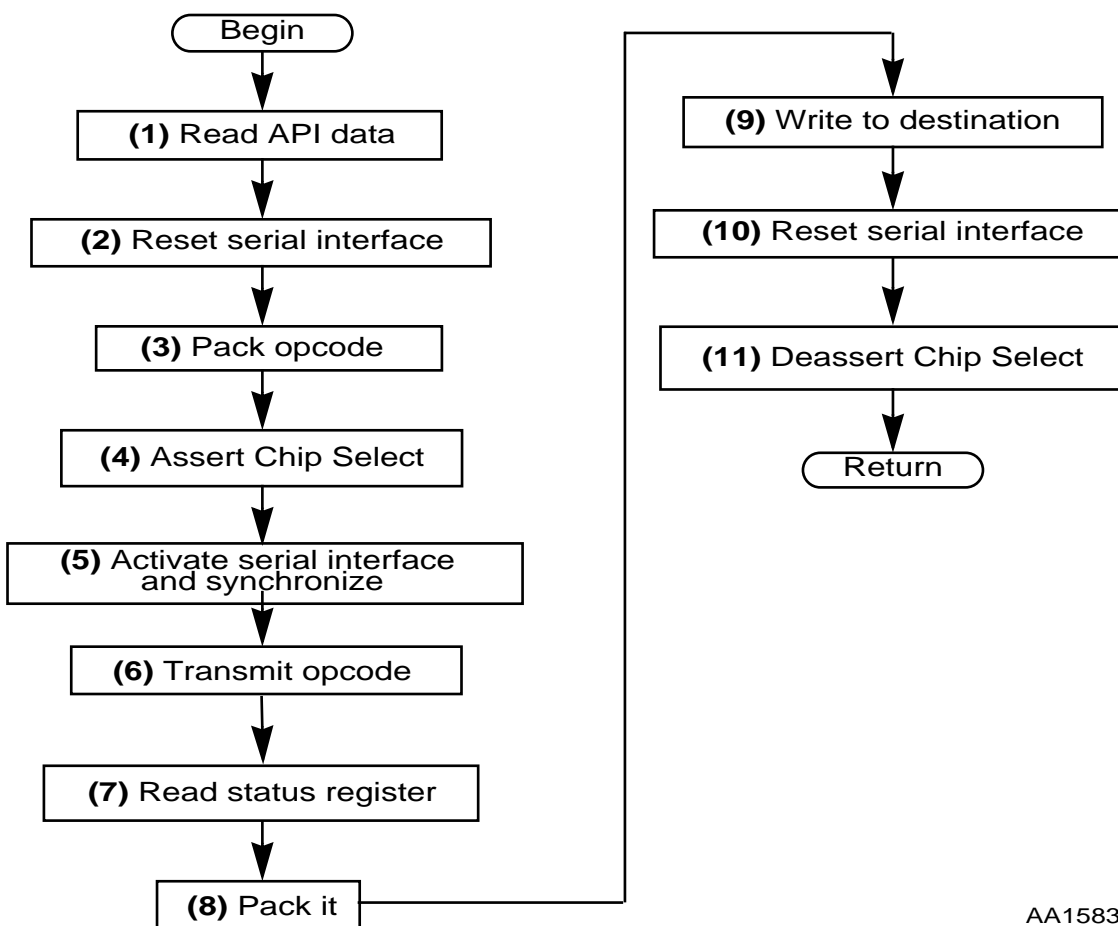 Begin
(1) Read API data
(2) Reset serial interface
(3) Pack opcode
(4) Assert Chip Select
(5) Activate serial interface
and synchronize
(6) Transmit opcode
(7) Read status register
(8) Pack it
(9) Write to destination
(10) Reset serial interface
(11) Deassert Chip Select
Return
AA1583